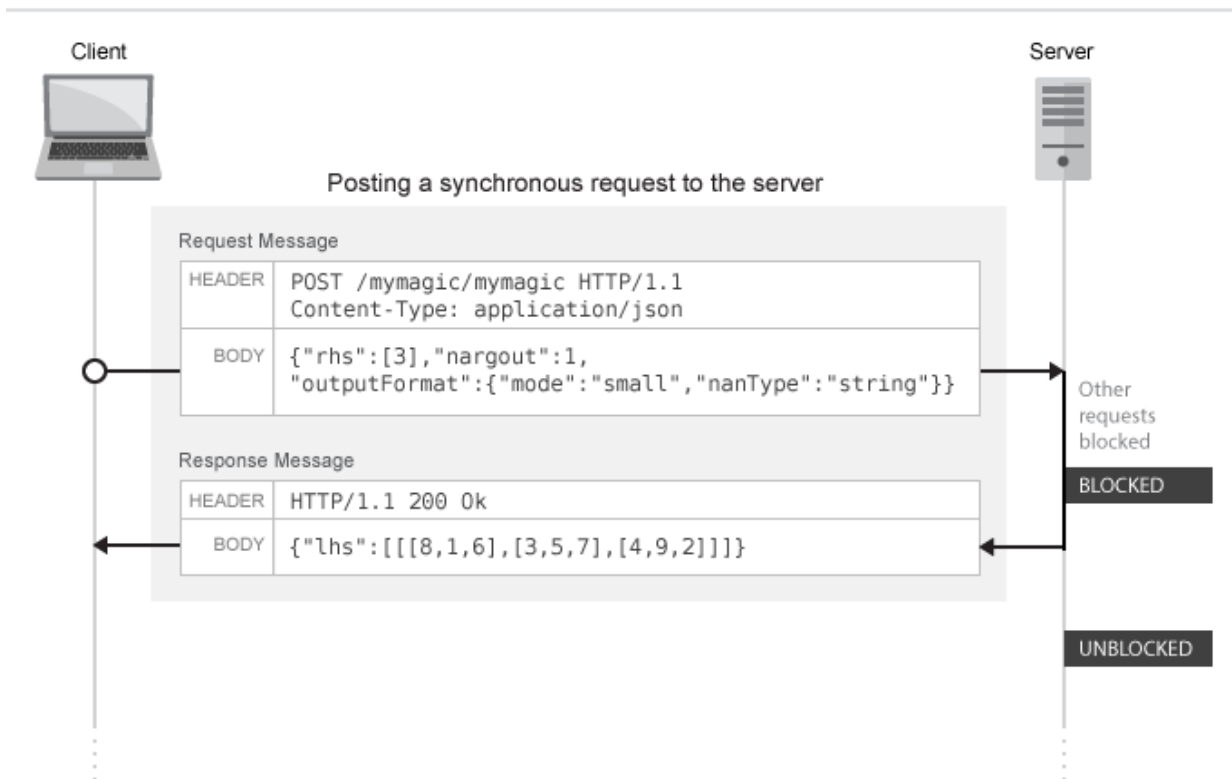 Client
Server
Posting a synchronous request to the server
Request Message
HEADER
POST /mymagic/mymagic HTTP/1.1
Content-Type: application/json
BODY
{"rhs":[3],"nargout":1,
"outputFormat":{"mode":"small","nanType":"string"}}
Other
requests
blocked
BLOCKED
Response Message
HEADER
HTTP/1.1 200 Ok
BODY
{"lhs":[[[8,1,6],[3,5,7],[4,9,2]]]}
UNBLOCKED